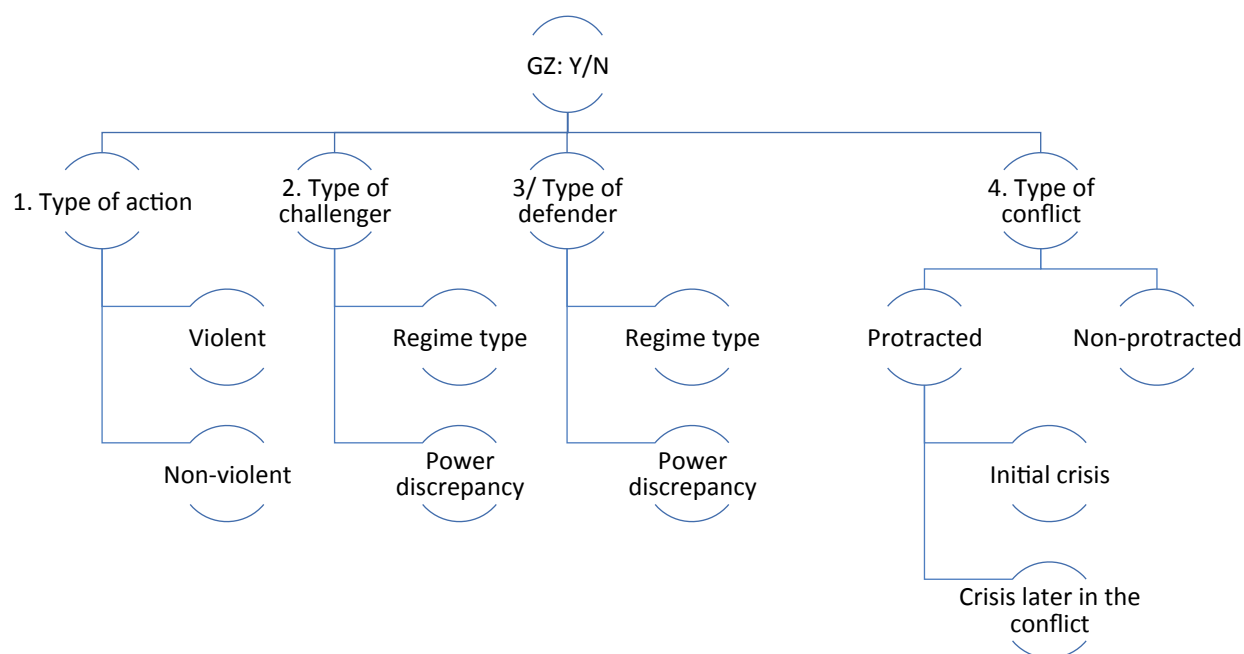 GZ: Y/N
1. Type of action
2. Type of
challenger
3/ Type of
defender
4. Type of
conflict
Violent
Regime type
Regime type
Protracted
Non-protracted
Non-violent
Power
discrepancy
Power
discrepancy
Initial crisis
Crisis later in the
conflict